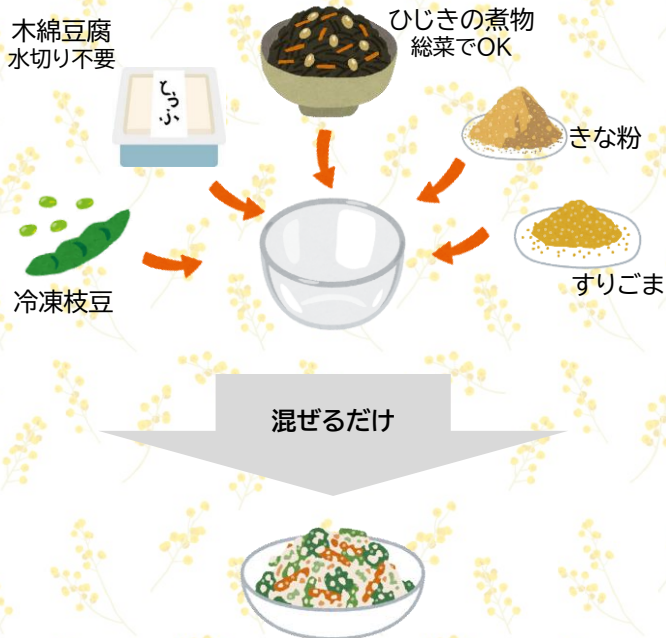 木綿豆腐
水切り不要
ひじきの煮物
総菜でOK
とうふ
きな粉
すりごま
冷凍枝豆
混ぜるだけ